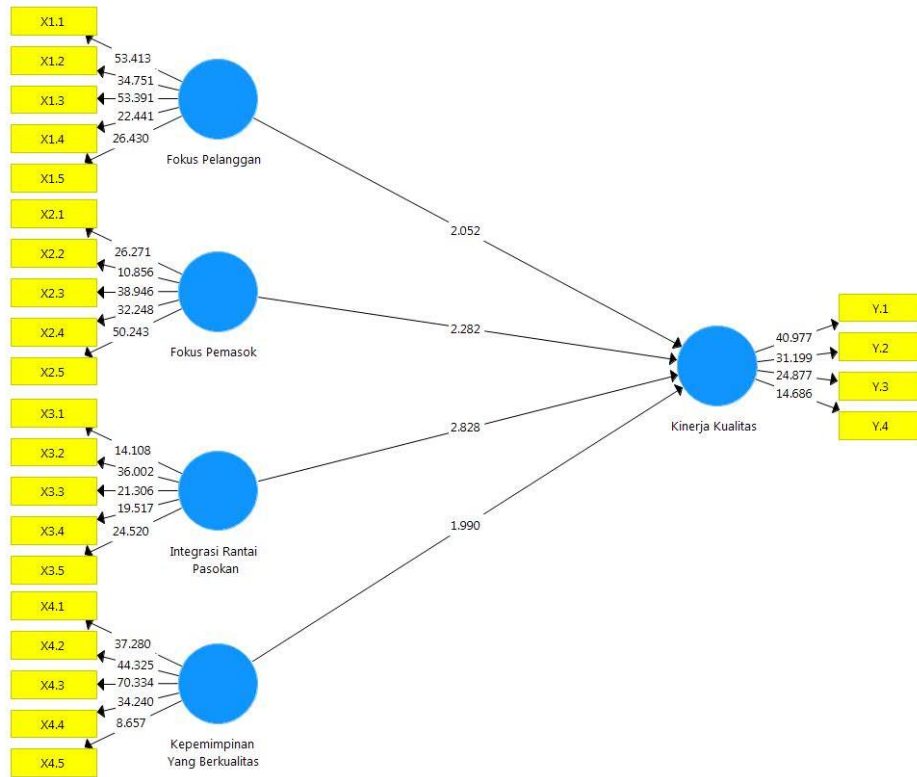 X1.1
X1.2
X1.3
X1.4
X1.5
53.413
34.751
53.391
22.441
26.430
Fokus Pelanggan
X2.1
X2.2
X2.3
X2.4
X2.5
26.271
10.856
38.946
32.248
50.243
Fokus Pemasok
X3.1
X3.2
X3.3
X3.4
X3.5
14.108
36.002
21.306
19.517
24.520
Integrasi Rantai
Pasokan
X4.1
X4.2
X4.3
X4.4
X4.5
37.280
44.325
70.334
34.240
8.657
Kepemimpinan
Yang Berkualitas
2.052
2.282
2.828
1.990
Kinerja Kualitas
40.977
31.199
24.877
14.686
Y.1
Y.2
Y.3
Y.4